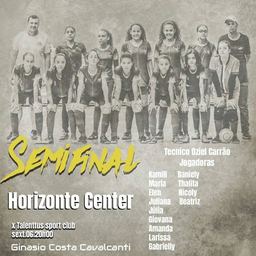 SEMIFINAL
Horizonte Center
x Talenttus sport club
sext.06:20h00
Ginasio Costa Cavalcanti
Tecnico Oziel Carrão
Jogadoras
Kamili
Maria
Elen
Juliana
Júlia
Giovana
Amanda
Larissa
Gabrielly
Daniely
Thalita
Nicoly
Beatriz